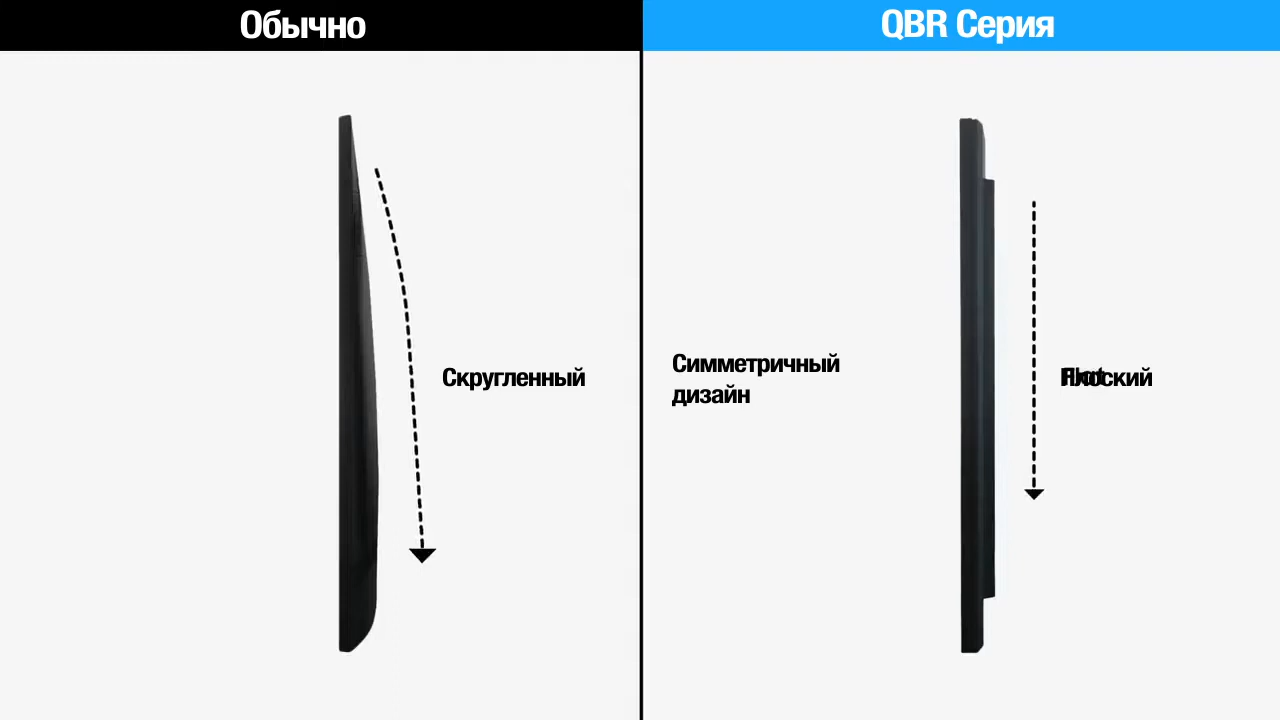 Обычно
QBR Серия
Скругленный
Симметричный
дизайн
Плоский